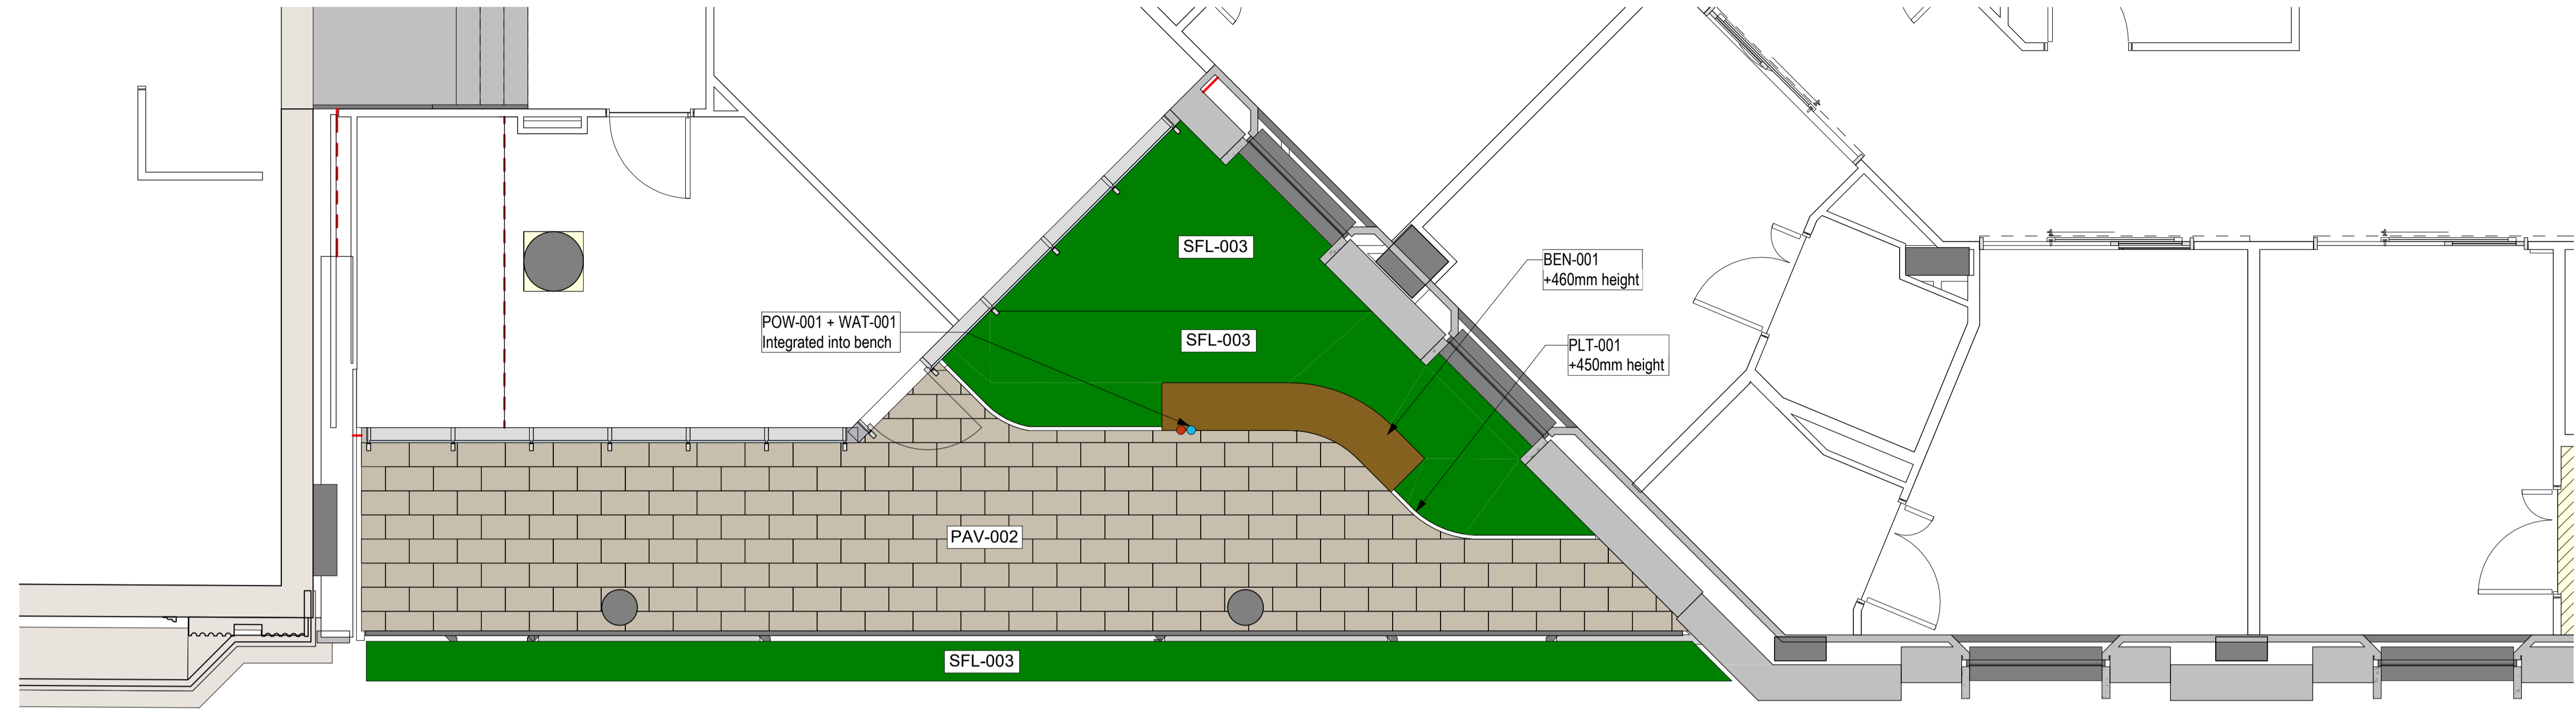 SFL-003
BEN-001
+460mm height
POW-001 + WAT-001
Integrated into bench
SFL-003
PLT-001
+450mm height
PAV-002
SFL-003